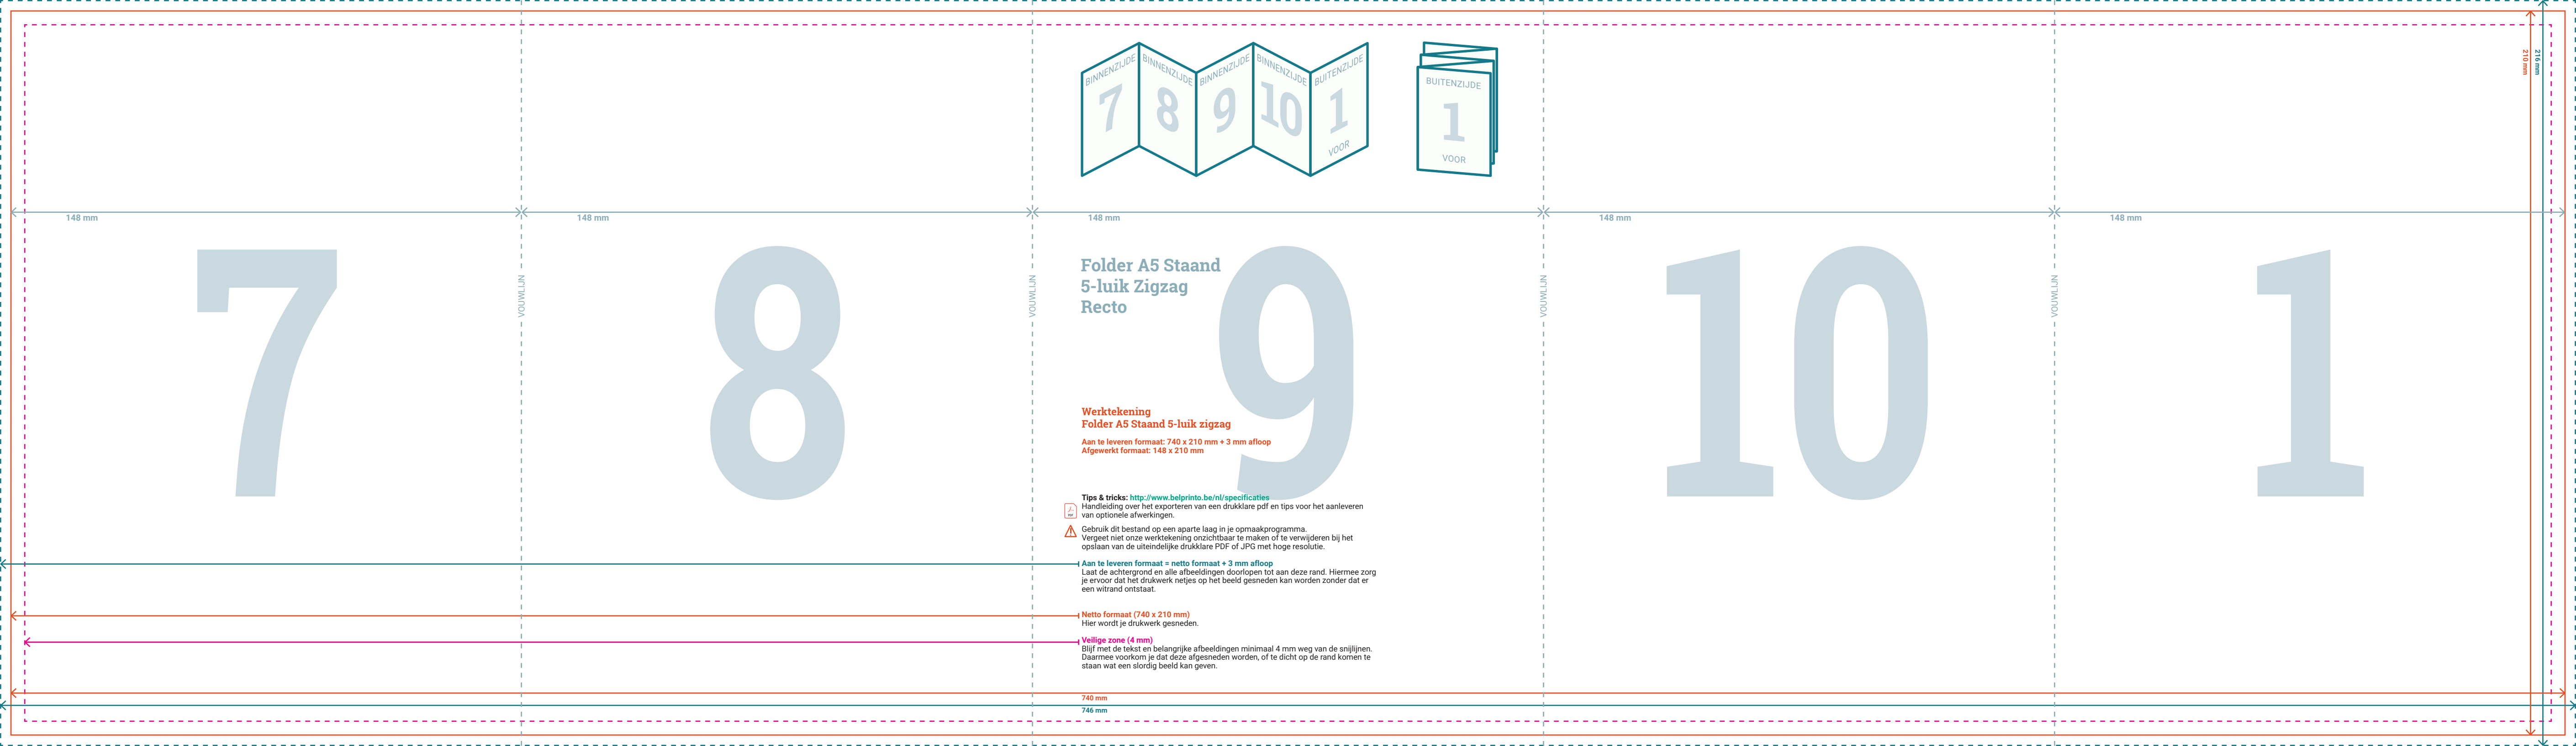 BINNENZIJDE
7
BINNENZIJDE
8
BINNENZIJDE
9
BINNENZIJDE
10
BUITENZIJDE
1
VOOR
BUITENZIJDE
1
VOOR
210 mm
216 mm
148 mm
148 mm
148 mm
148 mm
148 mm
7
VOUWLIJN
8
VOUWLIJN
Folder A5 Staand
5-luik Zigzag
Recto
9
VOUWLIJN
10
VOUWLIJN
1
Werktekening
Folder A5 Staand 5-luik zigzag
Aan te leveren formaat: 740 x 210 mm + 3 mm afloop
Afgewerkt formaat: 148 x 210 mm
Tips & tricks: http://www.belprinto.be/nl/specificaties
Handleiding over het exporteren van een drukklare pdf en tips voor het aanleveren
van optionele afwerkingen.
PDF
Gebruik dit bestand op een aparte laag in je opmaakprogramma.
Vergeet niet onze werktekening onzichtbaar te maken of te verwijderen bij het
opslaan van de uiteindelijke drukklare PDF of JPG met hoge resolutie.
Aan te leveren formaat = netto formaat + 3 mm afloop
Laat de achtergrond en alle afbeeldingen doorlopen tot aan deze rand. Hiermee zorg
je ervoor dat het drukwerk netjes op het beeld gesneden kan worden zonder dat er
een witrand ontstaat.
Netto formaat (740 x 210 mm)
Hier wordt je drukwerk gesneden.
Veilige zone (4 mm)
Blijf met de tekst en belangrijke afbeeldingen minimaal 4 mm weg van de snijlijnen.
Daarmee voorkom je dat deze afgesneden worden, of te dicht op de rand komen te
staan wat een slordig beeld kan geven.
740 mm
746 mm